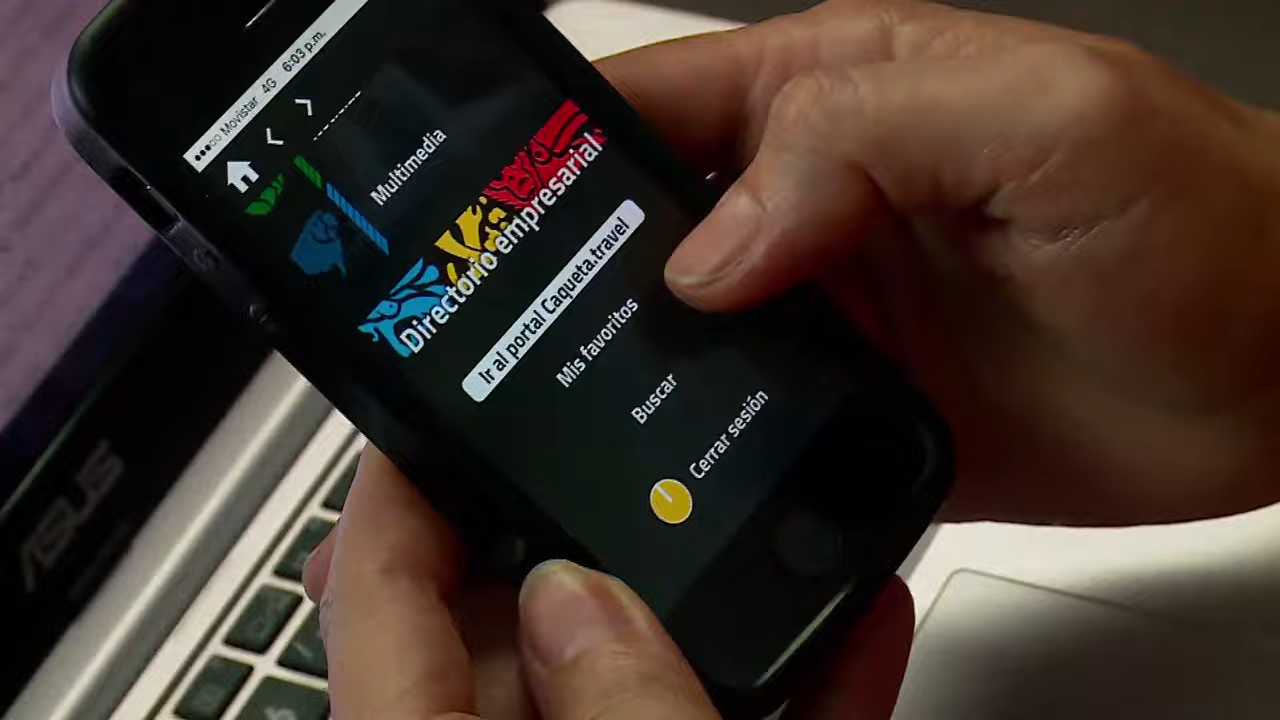 Movistar 4G 6:03 p.m.
Multimedia
Directorio empresarial
Ir al portal Caqueta.travel
Mis favoritos
Buscar
Cerrar sesión
ASUS